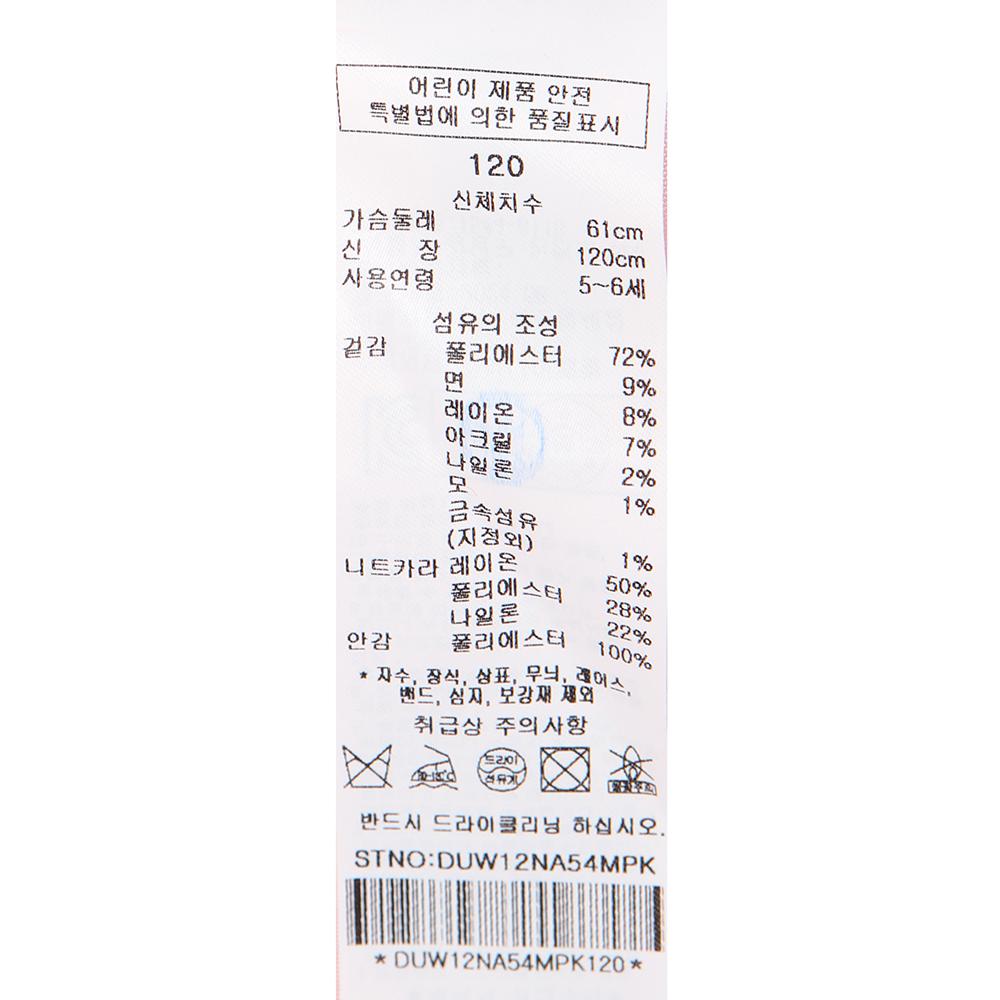 어린이 제품 안전
특별법에 의한 품질표시
120
신체치수
가슴둘레 61cm
신 장 120cm
사용연령 5~6세
섬유의 조성
겉감 폴리에스터 72%
면 9%
레이온 8%
아크릴 7%
나일론 2%
모 1%
금속섬유
(지정외) 1%
니트카라 레이온 50%
폴리에스터 28%
나일론 22%
안감 폴리에스터 100%
* 자수, 장식, 상표, 무늬, 레이스,
밴드, 심지, 보강재 제외
취급상 주의사항
드라이
석유계
반드시 드라이클리닝 하십시오.
STNO:DUW12NA54MPK
*DUW12NA54MPK120*